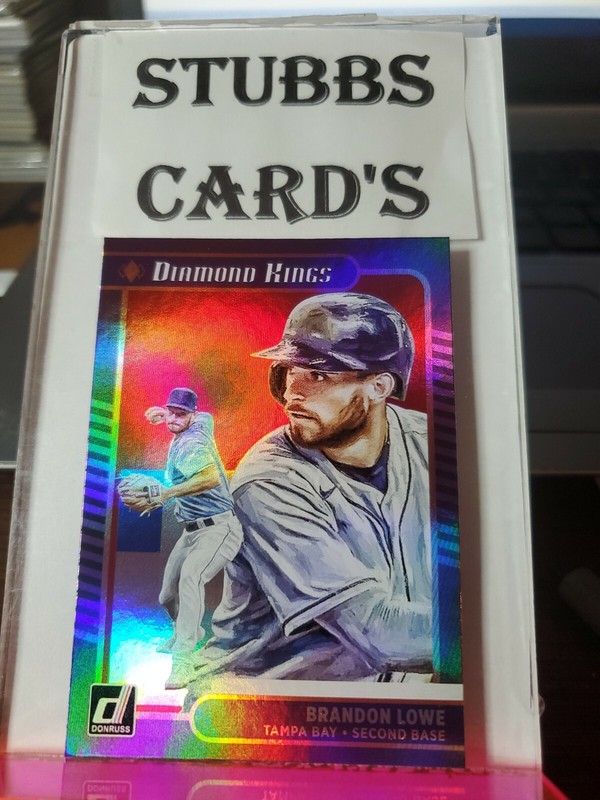 STUBBS
CARD'S
DIAMOND KINGS
BRANDON LOWE
TAMPA BAY • SECOND BASE
DONRUSS